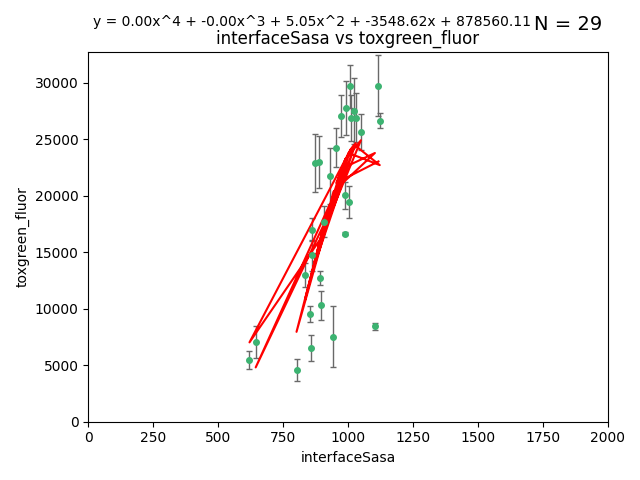 y = 0.00x^4 + -0.00x^3 + 5.05x^2 + -3548.62x + 878560.11
N = 29
interfaceSasa vs toxgreen_fluor
30000
25000
20000
15000
10000
5000
0
toxgreen_fluor
0 250 500 750 1000 1250 1500 1750 2000
interfaceSasa